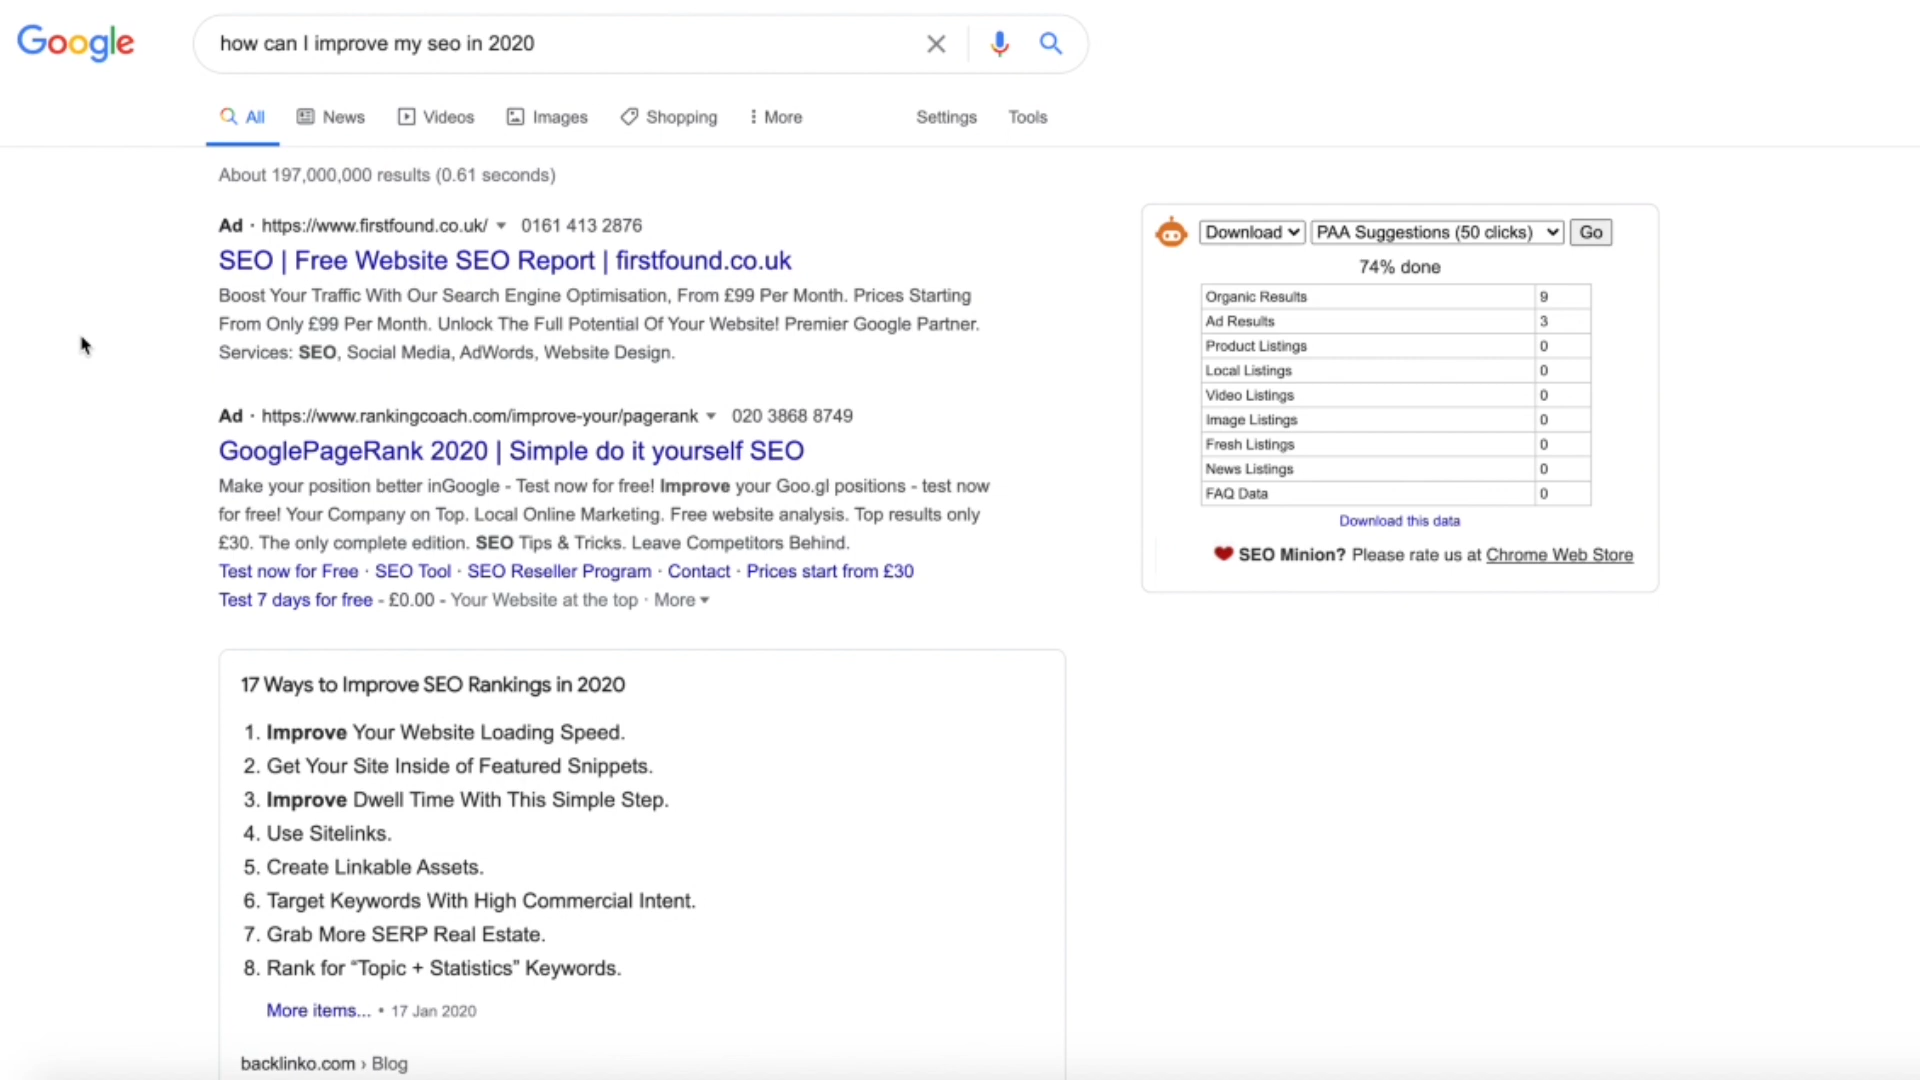 Google
how can I improve my seo in 2020
All News Videos Images Shopping More Settings Tools
About 197,000,000 results (0.61 seconds)
Ad · https://www.firstfound.co.uk/ 0161 413 2876
SEO | Free Website SEO Report | firstfound.co.uk
Boost Your Traffic With Our Search Engine Optimisation, From £99 Per Month. Prices Starting
From Only £99 Per Month. Unlock The Full Potential Of Your Website! Premier Google Partner.
Services: SEO, Social Media, AdWords, Website Design.
Ad · https://www.rankingcoach.com/improve-your/pagerank 020 3868 8749
GooglePageRank 2020 | Simple do it yourself SEO
Make your position better inGoogle - Test now for free! Improve your Goo.gl positions - test now
for free! Your Company on Top. Local Online Marketing. Free website analysis. Top results only
£30. The only complete edition. SEO Tips & Tricks. Leave Competitors Behind.
Test now for Free · SEO Tool · SEO Reseller Program · Contact · Prices start from £30
Test 7 days for free - £0.00 - Your Website at the top · More
17 Ways to Improve SEO Rankings in 2020
1. Improve Your Website Loading Speed.
2. Get Your Site Inside of Featured Snippets.
3. Improve Dwell Time With This Simple Step.
4. Use Sitelinks.
5. Create Linkable Assets.
6. Target Keywords With High Commercial Intent.
7. Grab More SERP Real Estate.
8. Rank for “Topic + Statistics” Keywords.
More items... • 17 Jan 2020
backlinko.com › Blog
Download PAA Suggestions (50 clicks) Go
74% done
Organic Results 9
Ad Results 3
Product Listings 0
Local Listings 0
Video Listings 0
Image Listings 0
Fresh Listings 0
News Listings 0
FAQ Data 0
Download this data
SEO Minion? Please rate us at Chrome Web Store